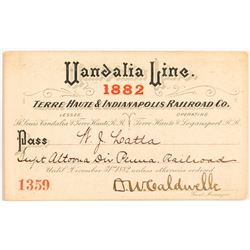 Vandalia Line.
1882
TERRE HAUTE & INDIANAPOLIS RAILROAD CO.
LESSEE OPERATING
St. Louis Vandalia & Terre Haute R.R. Terre Haute & Logansport R.R.
Pass W. J. Latta
Supt Altoona Div Penna. Railroad
Until December 31st 1882 unless otherwise ordered
1359 D.W. Caldwell